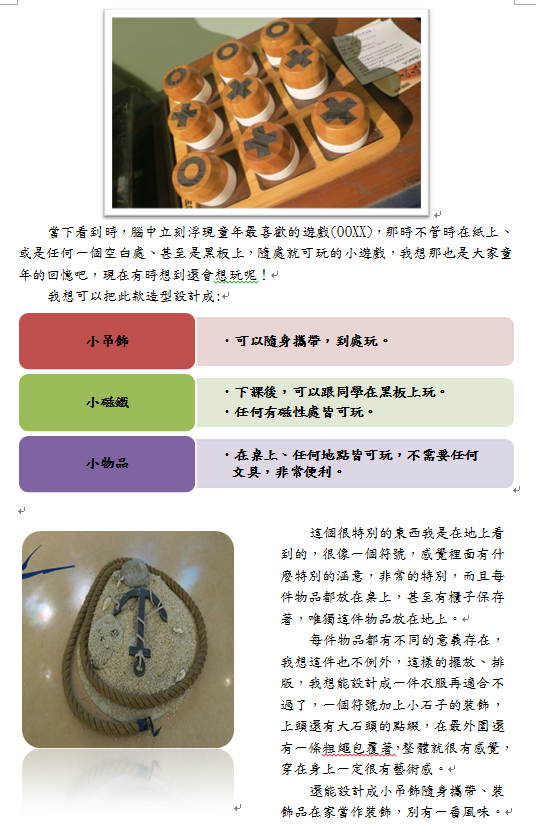 當下看到時，腦中立刻浮現童年最喜歡的遊戲(OOXX)，那時不管時在紙上、
或是任何一個空白處、甚至是黑板上，隨處就可玩的小遊戲，我想那也是大家童
年的回憶吧，現在有時想到還會想玩呢！
我想可以把此款造型設計成:
小吊飾
・可以隨身攜帶，到處玩。
小磁鐵
・下課後，可以跟同學在黑板上玩。
・任何有磁性處皆可玩。
小物品
・在桌上、任何地點皆可玩，不需要任何
文具，非常便利。
這個很特別的東西我是在地上看
到的，很像一個符號，感覺裡面有什
麼特別的涵意，非常的特別，而且每
件物品都放在桌上，甚至有櫃子保存
著，唯獨這件物品放在地上。
每件物品都有不同的意義存在，
我想這件也不例外，這樣的擺放、排
版，我想能設計成一件衣服再適合不
過了，一個符號加上小石子的裝飾，
上頭還有大石頭的點綴，在最外圍還
有一條粗繩包覆著，整體就很有感覺，
穿在身上一定很有藝術感。
還能設計成小吊飾隨身攜帶、裝
飾品在家當作裝飾，別有一番風味。